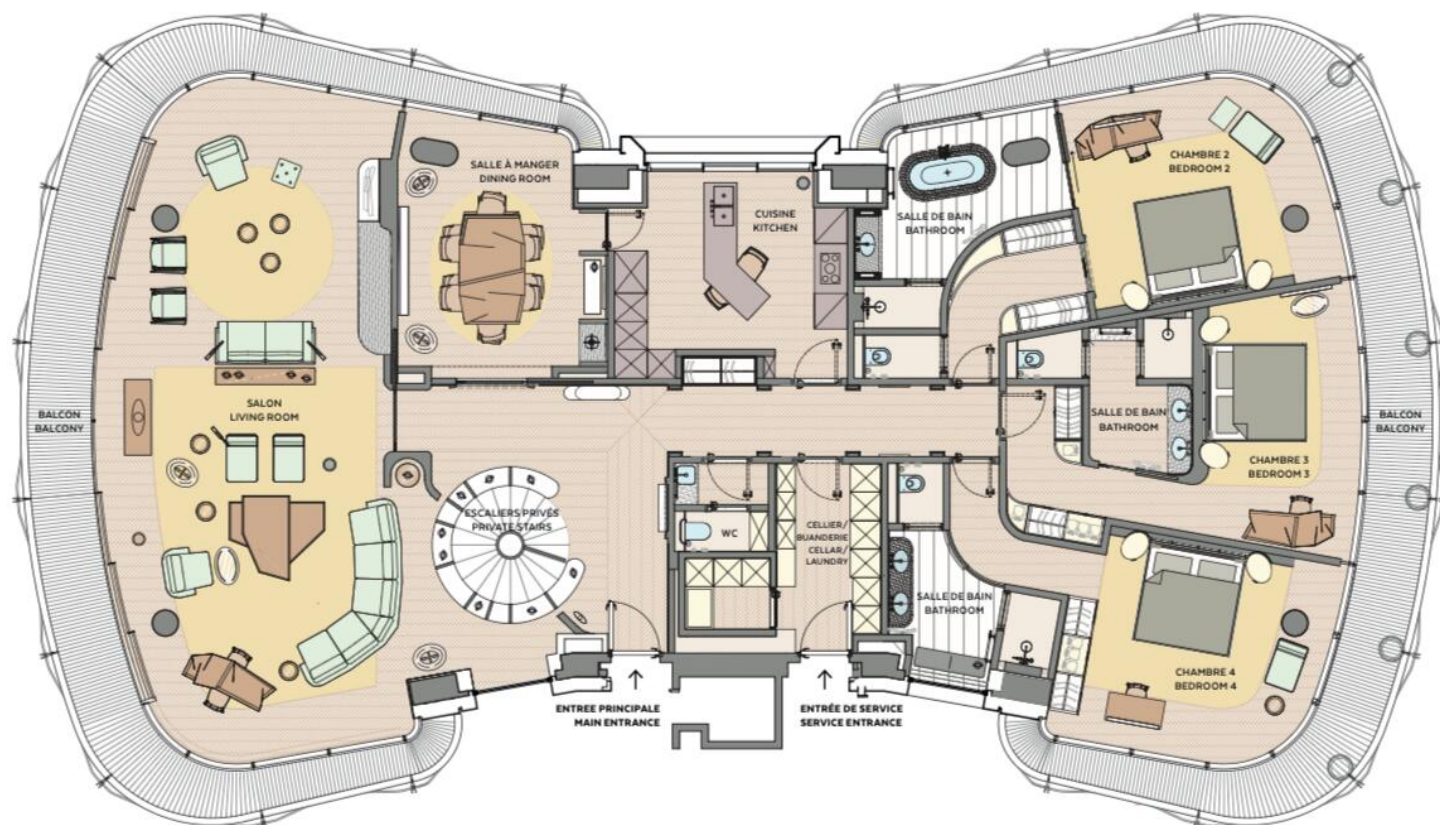 SALLE À MANGER
DINING ROOM
CUISINE
KITCHEN
SALLE DE BAIN
BATHROOM
CHAMBRE 2
BEDROOM 2
BALCON
BALCONY
SALON
LIVING ROOM
SALLE DE BAIN
BATHROOM
CHAMBRE 3
BEDROOM 3
BALCON
BALCONY
ESCALIERS PRIVÉS
PRIVATE STAIRS
WC
CELLIER/
BUANDERIE
CELLAR/
LAUNDRY
SALLE DE BAIN
BATHROOM
CHAMBRE 4
BEDROOM 4
ENTREE PRINCIPALE
MAIN ENTRANCE
ENTRÉE DE SERVICE
SERVICE ENTRANCE